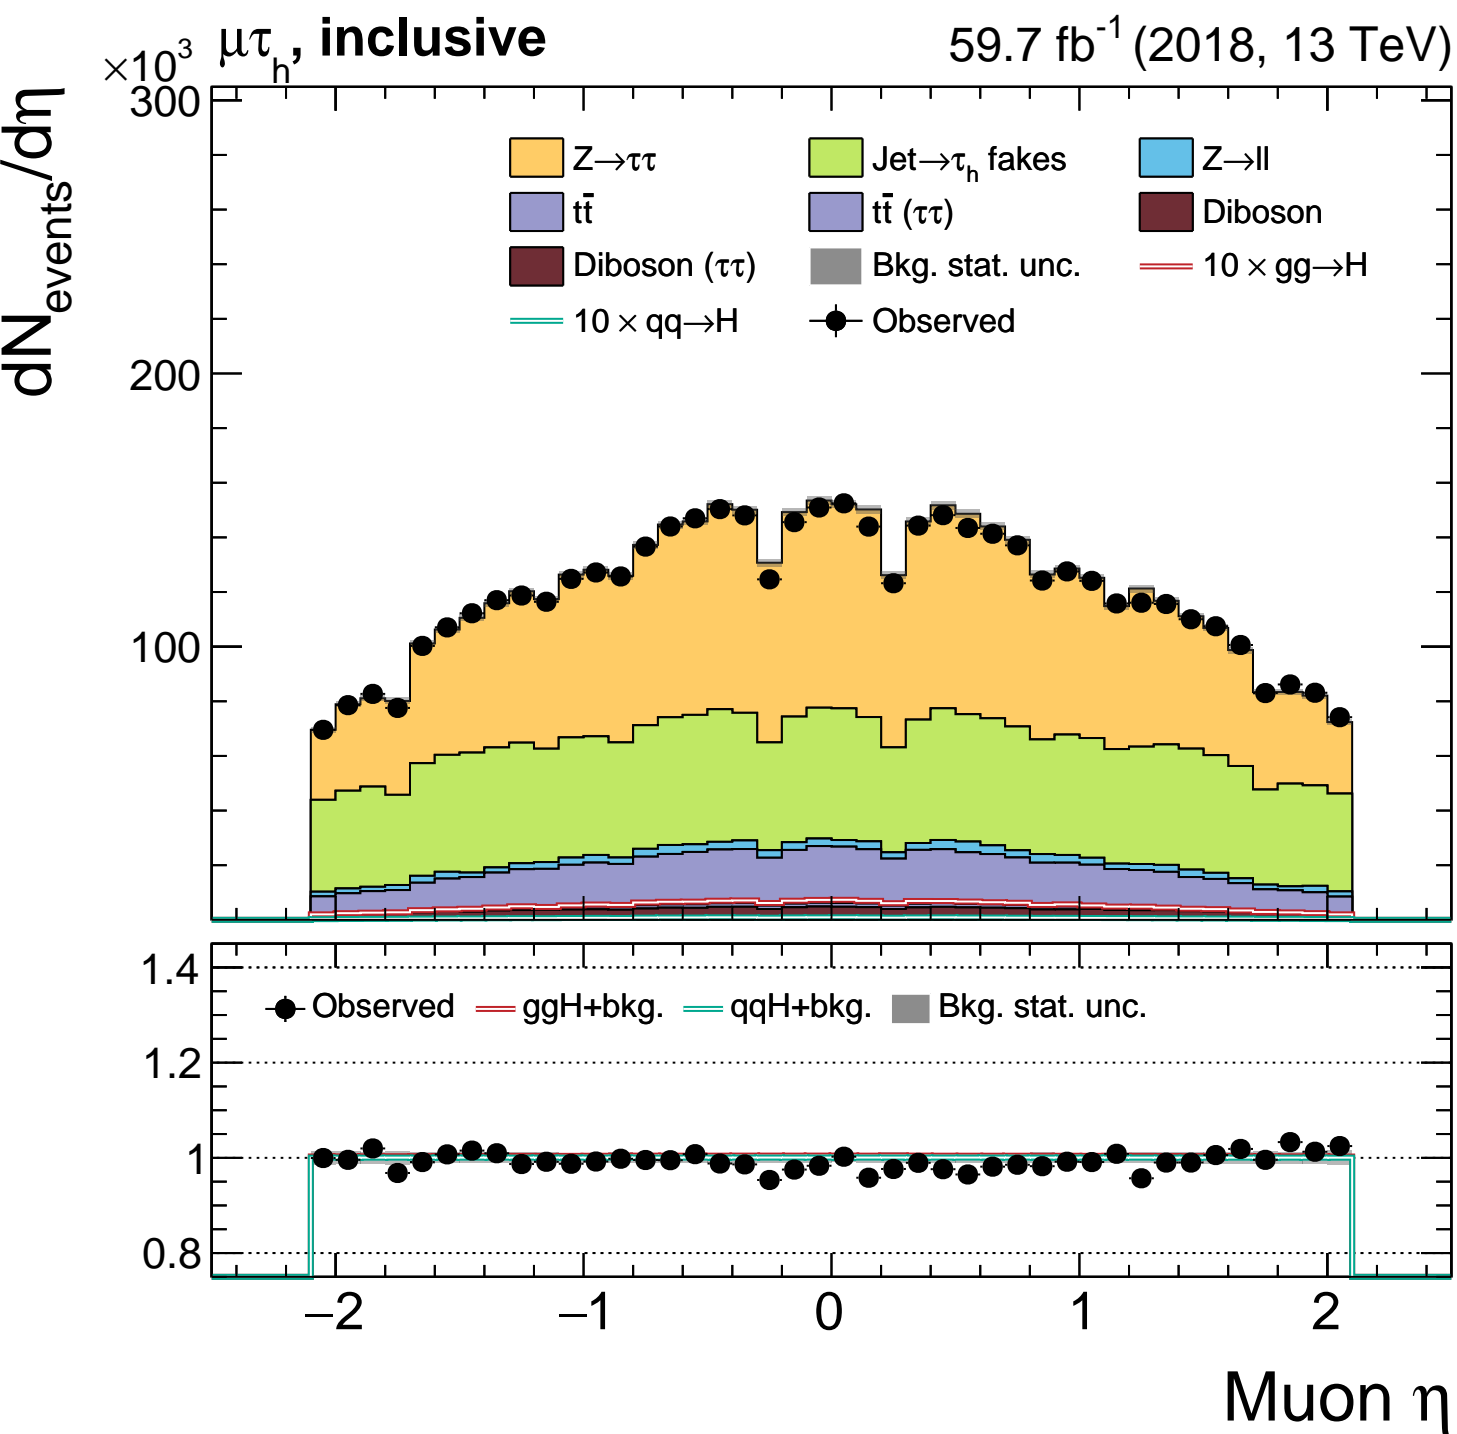 ×10³ μτₕ, inclusive 59.7 fb⁻¹ (2018, 13 TeV)
dN_events/dη
300
200
100
Z→ττ Jet→τₕ fakes Z→ll
tt̄ tt̄ (ττ) Diboson
Diboson (ττ) Bkg. stat. unc. 10 × gg→H
10 × qq→H Observed
1.4
1.2
1
0.8
Observed ggH+bkg. qqH+bkg. Bkg. stat. unc.
−2 −1 0 1 2
Muon η